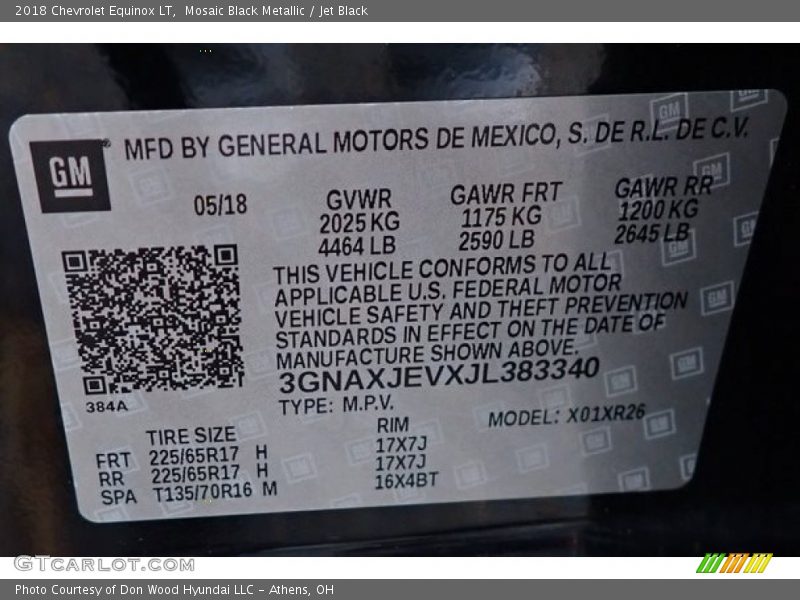 2018 Chevrolet Equinox LT,  Mosaic Black Metallic / Jet Black
GM® MFD BY GENERAL MOTORS DE MEXICO, S. DE R.L. DE C.V.
05/18 GVWR GAWR FRT GAWR RR
2025 KG 1175 KG 1200 KG
4464 LB 2590 LB 2645 LB
THIS VEHICLE CONFORMS TO ALL
APPLICABLE U.S. FEDERAL MOTOR
VEHICLE SAFETY AND THEFT PREVENTION
STANDARDS IN EFFECT ON THE DATE OF
MANUFACTURE SHOWN ABOVE.
3GNAXJEVXJL383340
384A
TYPE: M.P.V. MODEL: X01XR26
TIRE SIZE RIM
FRT 225/65R17 H 17X7J
RR 225/65R17 H 17X7J
SPA T135/70R16 M 16X4BT
GTCARLOT.COM
Photo Courtesy of Don Wood Hyundai LLC - Athens, OH